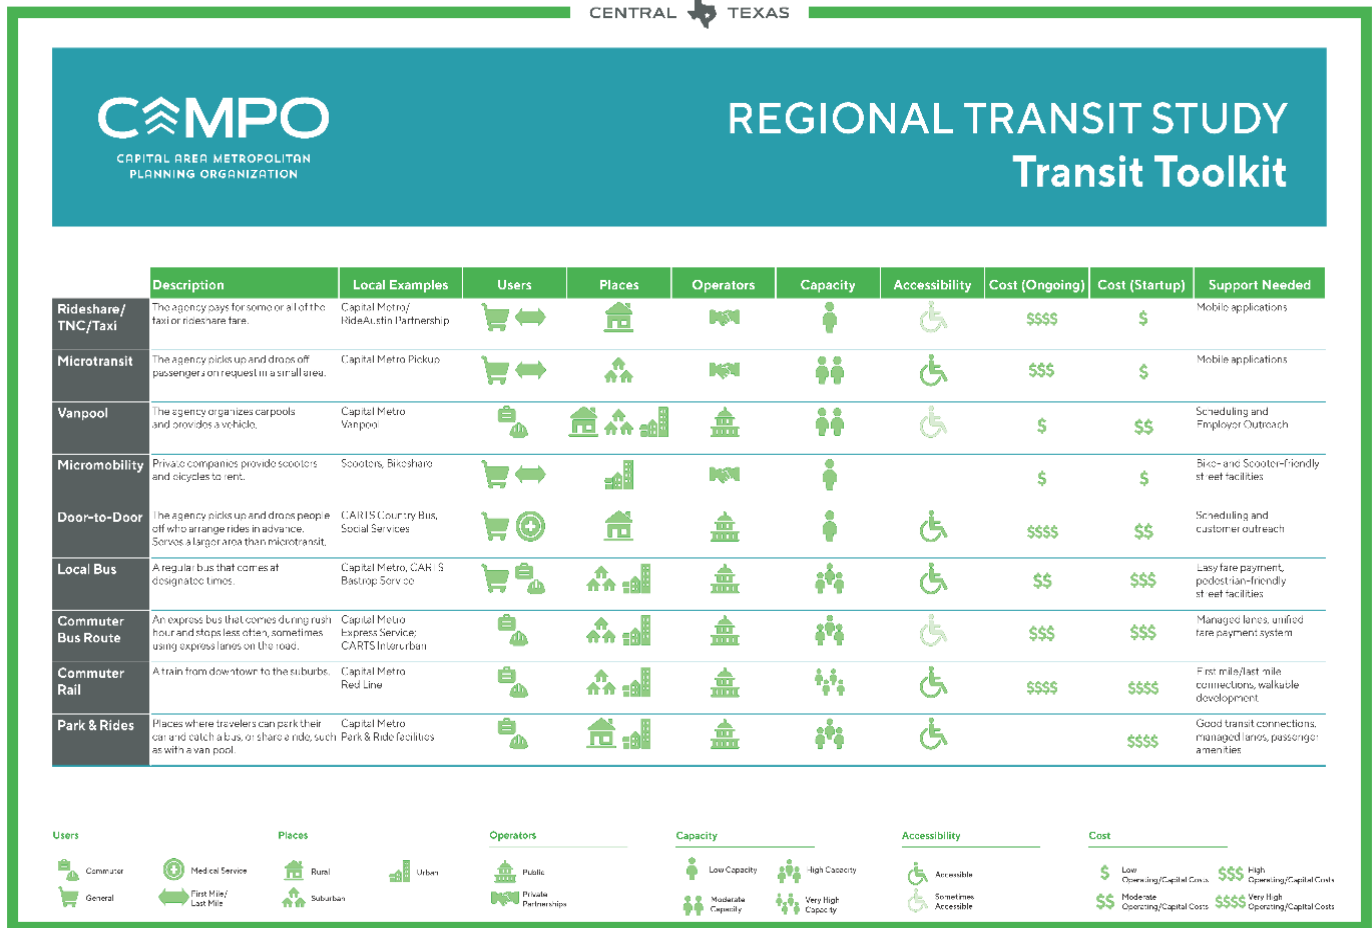 CENTRAL TEXAS
CAMPO
CAPITAL AREA METROPOLITAN
PLANNING ORGANIZATION
REGIONAL TRANSIT STUDY
Transit Toolkit
Description Local Examples Users Places Operators Capacity Accessibility Cost (Ongoing) Cost (Startup) Support Needed
Rideshare/
TNC/Taxi
The agency pays for some or all of the
taxi or rideshare fare.
Capital Metro/
RideAustin Partnership
$$$$ $
Mobile applications
Microtransit
The agency picks up and drops off
passengers on request in a small area.
Capital Metro Pickup
$$$ $
Mobile applications
Vanpool
The agency organizes carpools
and provides a vehicle.
Capital Metro
Vanpool
$ $$
Scheduling and
Employer Outreach
Micromobility
Private companies provide scooters
and bicycles to rent.
Scooters, Bikeshare
$ $
Bike- and Scooter-friendly
street facilities
Door-to-Door
The agency picks up and drops people
off who arrange rides in advance.
Serves a larger area than microtransit.
CARTS Country Bus,
Social Services
$$$$ $$
Scheduling and
customer outreach
Local Bus
A regular bus that comes at
designated times.
Capital Metro, CARTS
Bastrop Service
$$ $$$
Easy fare payment,
pedestrian-friendly
street facilities
Commuter
Bus Route
An express bus that comes during rush
hour and stops less often, sometimes
using express lanes on the road.
Capital Metro
Express Service;
CARTS Interurban
$$$ $$$
Managed lanes, unified
fare payment system
Commuter
Rail
A train from downtown to the suburbs.
Capital Metro
Red Line
$$$$ $$$$
First mile/last mile
connections, walkable
development
Park & Rides
Places where travelers can park their
car and catch a bus, or share a ride, such
as with a van pool.
Capital Metro
Park & Ride facilities
$$$$
Good transit connections,
managed lanes, passenger
amenities
Users
Commuter
Medical Service
General
First Mile/
Last Mile
Places
Rural
Urban
Suburban
Operators
Public
Private
Partnerships
Capacity
Low Capacity
High Capacity
Moderate
Capacity
Very High
Capacity
Accessibility
Accessible
Sometimes
Accessible
Cost
$ Low
Operating/Capital Costs
$$$ High
Operating/Capital Costs
$$ Moderate
Operating/Capital Costs
$$$$ Very High
Operating/Capital Costs